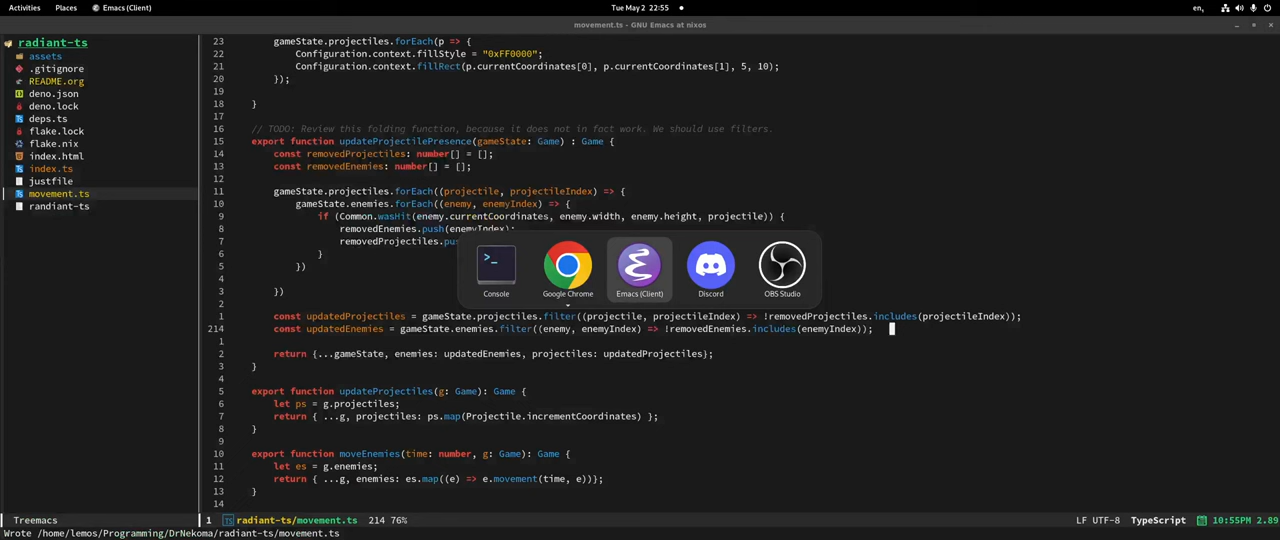 Activities Places Emacs (Client) Tue May 2 22:55 en,
movement.ts - GNU Emacs at nixos
radiant-ts
assets
.gitignore
README.org
deno.json
deno.lock
deps.ts
flake.lock
flake.nix
index.html
index.ts
justfile
movement.ts
randiant-ts
23 gameState.projectiles.forEach(p => {
22 Configuration.context.fillStyle = "0xFF0000";
21 Configuration.context.fillRect(p.currentCoordinates[0], p.currentCoordinates[1], 5, 10);
20 });
19
18 }
17
16 // TODO: Review this folding function, because it does not in fact work. We should use filters.
15 export function updateProjectilePresence(gameState: Game) : Game {
14 const removedProjectiles: number[] = [];
13 const removedEnemies: number[] = [];
12
11 gameState.projectiles.forEach((projectile, projectileIndex) => {
10 gameState.enemies.forEach((enemy, enemyIndex) => {
9 if (Common.wasHit(enemy.currentCoordinates, enemy.width, enemy.height, projectile)) {
8 removedEnemies.push(enemyIndex);
7 removedProjectiles.pu
6 }
5 })
4
3 })
2
1 const updatedProjectiles = gameState.projectiles.filter((projectile, projectileIndex) => !removedProjectiles.includes(projectileIndex));
214 const updatedEnemies = gameState.enemies.filter((enemy, enemyIndex) => !removedEnemies.includes(enemyIndex));
1
2 return {...gameState, enemies: updatedEnemies, projectiles: updatedProjectiles};
3 }
4
5 export function updateProjectiles(g: Game): Game {
6 let ps = g.projectiles;
7 return { ...g, projectiles: ps.map(Projectile.incrementCoordinates) };
8 }
9
10 export function moveEnemies(time: number, g: Game): Game {
11 let es = g.enemies;
12 return { ...g, enemies: es.map((e) => e.movement(time, e))};
13 }
14
Console Google Chrome Emacs (Client) Discord OBS Studio
Treemacs 1 radiant-ts/movement.ts 214 76% LF UTF-8 TypeScript 10:55PM 2.89
Wrote /home/lemos/Programming/DrNekoma/radiant-ts/movement.ts